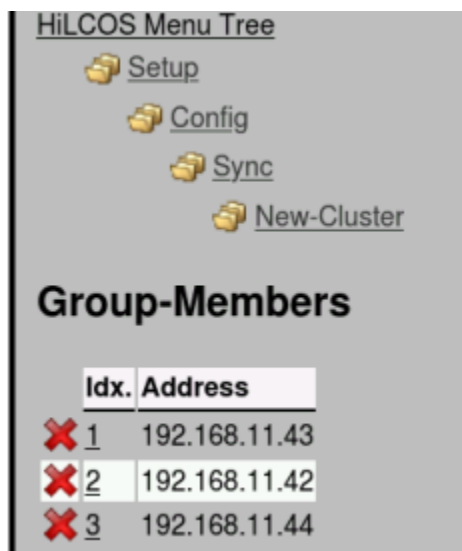 HiLCOS Menu Tree
Setup
Config
Sync
New-Cluster
Group-Members
Idx. Address
1 192.168.11.43
2 192.168.11.42
3 192.168.11.44